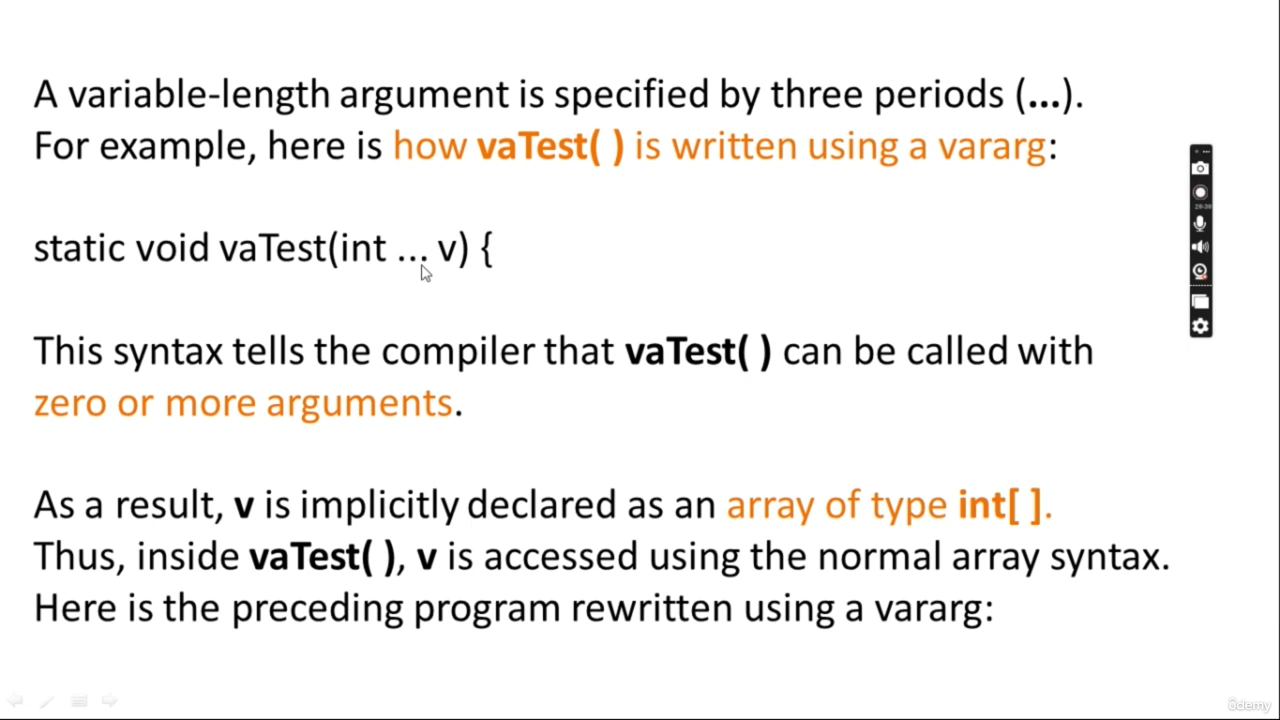 A variable-length argument is specified by three periods (...).
For example, here is how vaTest( ) is written using a vararg:
static void vaTest(int ... v) {
This syntax tells the compiler that vaTest( ) can be called with
zero or more arguments.
As a result, v is implicitly declared as an array of type int[ ].
Thus, inside vaTest( ), v is accessed using the normal array syntax.
Here is the preceding program rewritten using a vararg:
ûdemy